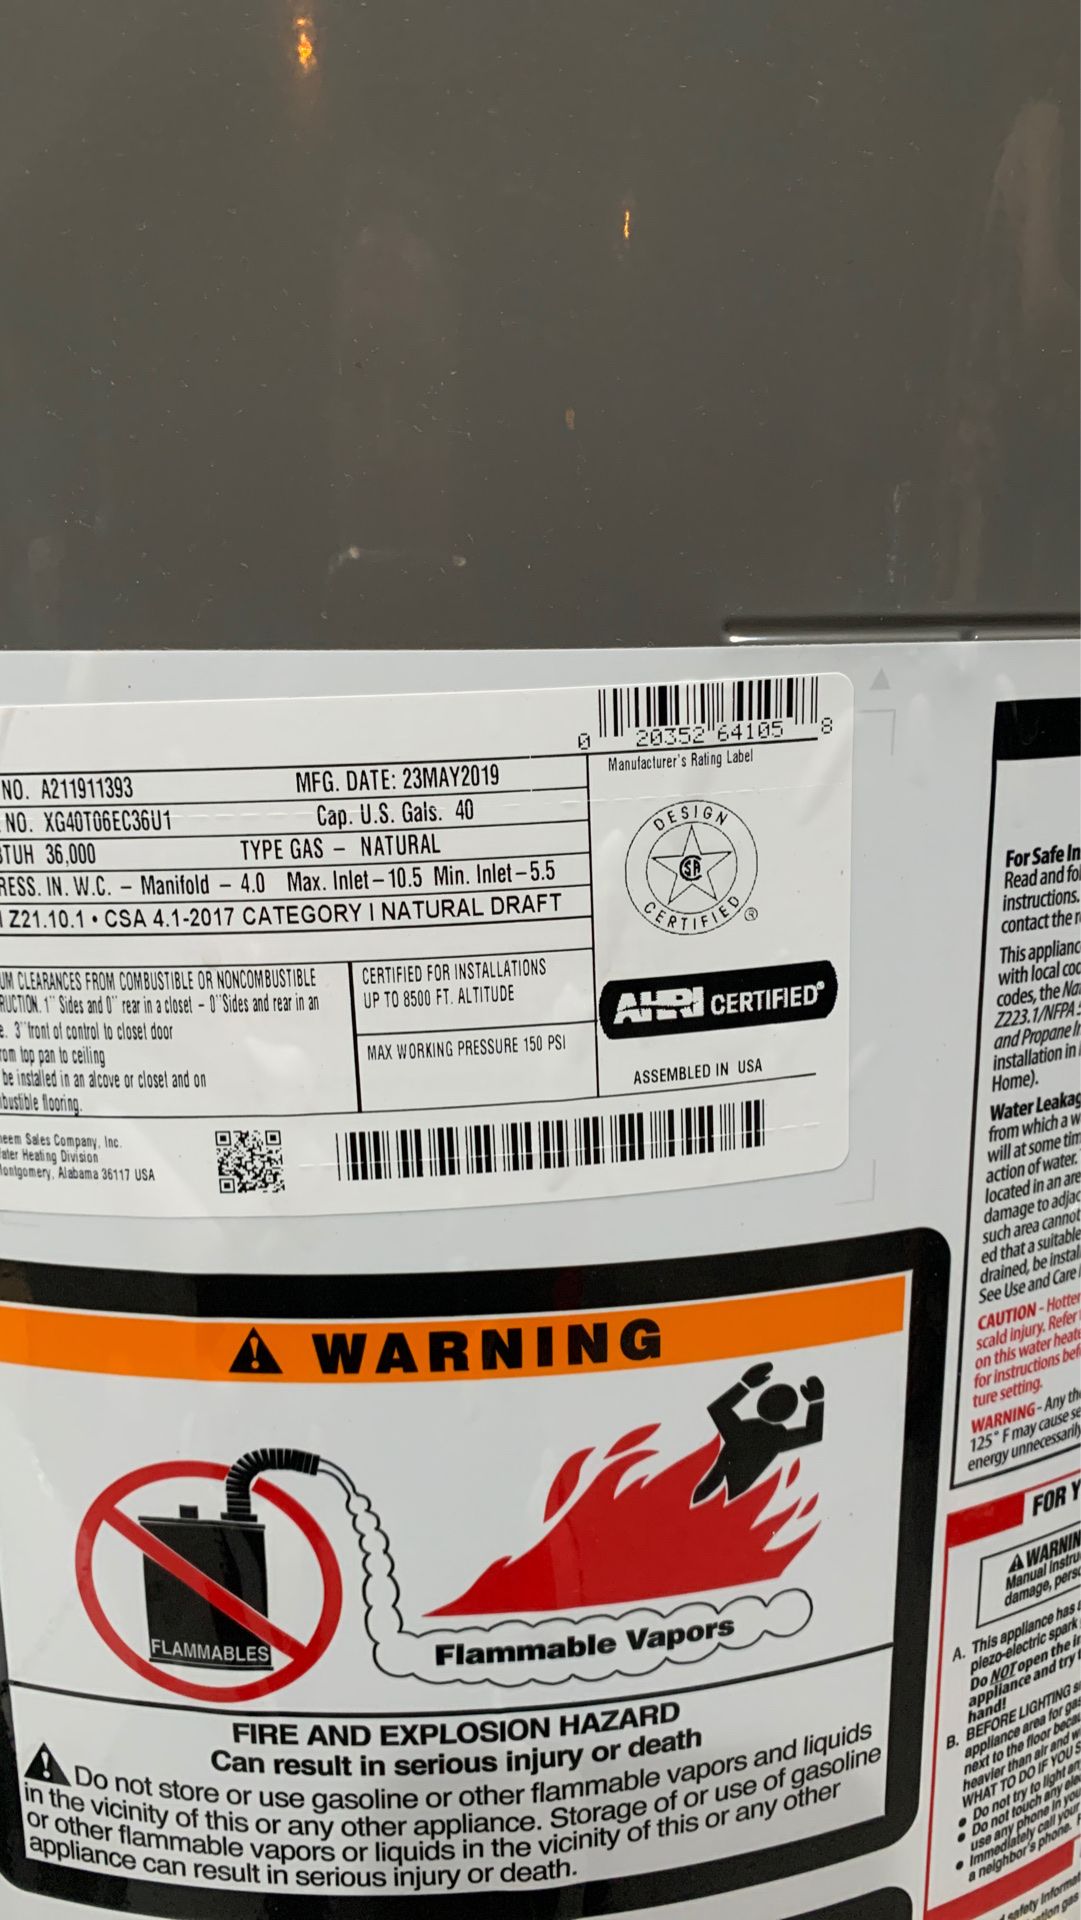 0 20352 64105 8
Manufacturer's Rating Label
NO. A211911393 MFG. DATE: 23MAY2019
NO. XG40T06EC36U1 Cap. U.S. Gals. 40
BTUH 36,000 TYPE GAS – NATURAL
RESS. IN. W.C. – Manifold – 4.0 Max. Inlet – 10.5 Min. Inlet – 5.5
Z21.10.1 • CSA 4.1-2017 CATEGORY I NATURAL DRAFT
UM CLEARANCES FROM COMBUSTIBLE OR NONCOMBUSTIBLE
RUCTION. 1" Sides and 0" rear in a closet – 0" Sides and rear in an
e. 3" front of control to closet door
rom top pan to ceiling
be installed in an alcove or closet and on
bustible flooring.
CERTIFIED FOR INSTALLATIONS
UP TO 8500 FT. ALTITUDE
MAX WORKING PRESSURE 150 PSI
DESIGN
CERTIFIED ®
AHRI CERTIFIED®
ASSEMBLED IN USA
heem Sales Company, Inc.
ater Heating Division
Montgomery, Alabama 36117 USA
WARNING
FLAMMABLES
Flammable Vapors
FIRE AND EXPLOSION HAZARD
Can result in serious injury or death
Do not store or use gasoline or other flammable vapors and liquids
in the vicinity of this or any other appliance. Storage of or use of gasoline
or other flammable vapors or liquids in the vicinity of this or any other
appliance can result in serious injury or death.
For Safe In
Read and fol
instructions.
contact the
This applianc
with local cod
codes, the Na
Z223.1/NFPA
and Propane In
installation in
Home).
Water Leakag
from which a w
will at some tim
action of water.
located in an are
damage to adjac
such area cannot
ed that a suitable
drained, be instal
See Use and Care
CAUTION - Hotter
scald injury. Refer
on this water heate
for instructions bef
ture setting.
WARNING - Any th
125° F may cause se
energy unnecessarily
FOR Y
WARNIN
Manual Instru
damage, perso
A. This appliance has
piezo-electric spark
Do NOT open the in
appliance and try t
hand!
B. BEFORE LIGHTING s
appliance area for gas
next to the floor beca
heavier than air and w
WHAT TO DO IF YOU S
• Do not try to light an
• Do not touch any ele
use any phone in you
• Immediately call your
a neighbor's phone.
safety informa